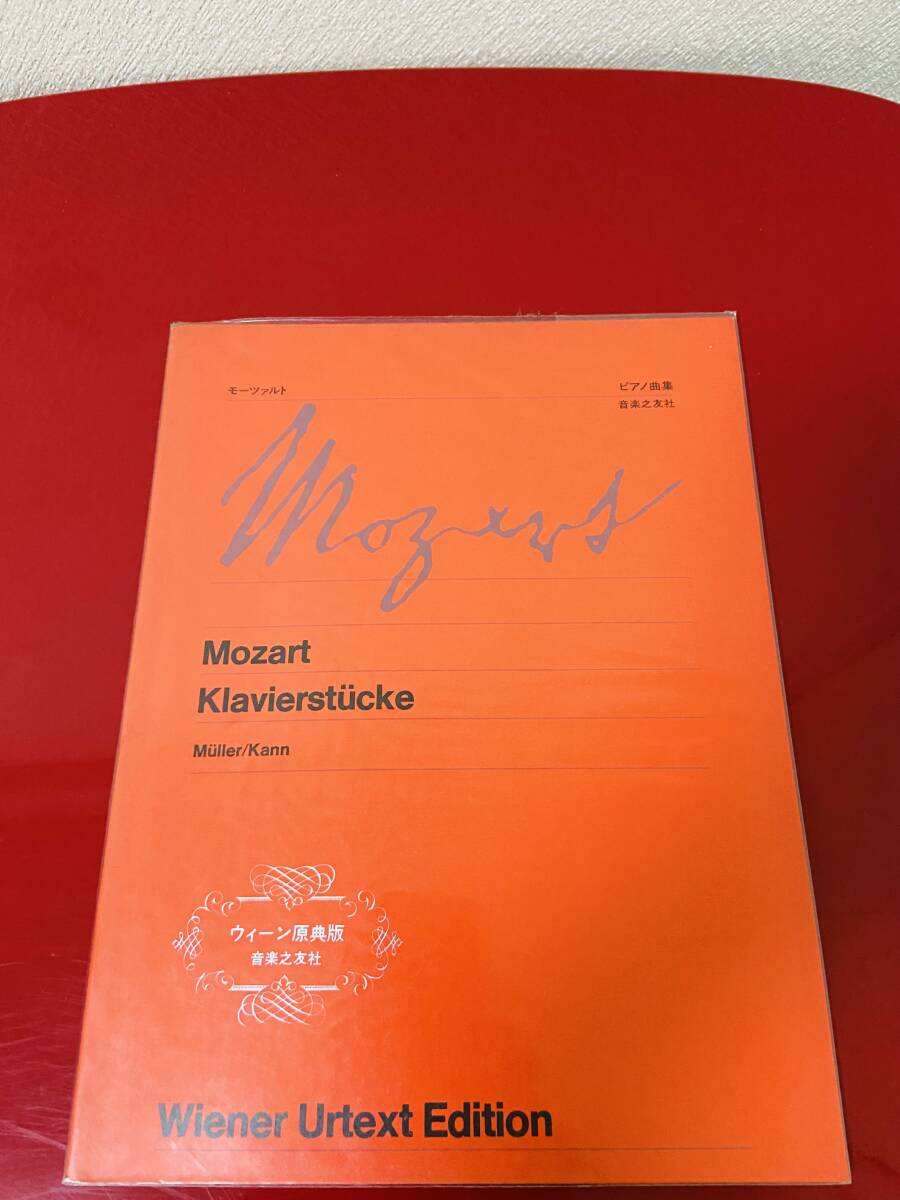 モーツァルト
ピアノ曲集
音楽之友社
Mozart
Mozart
Klavierstücke
Müller/Kann
ウィーン原典版
音楽之友社
Wiener Urtext Edition